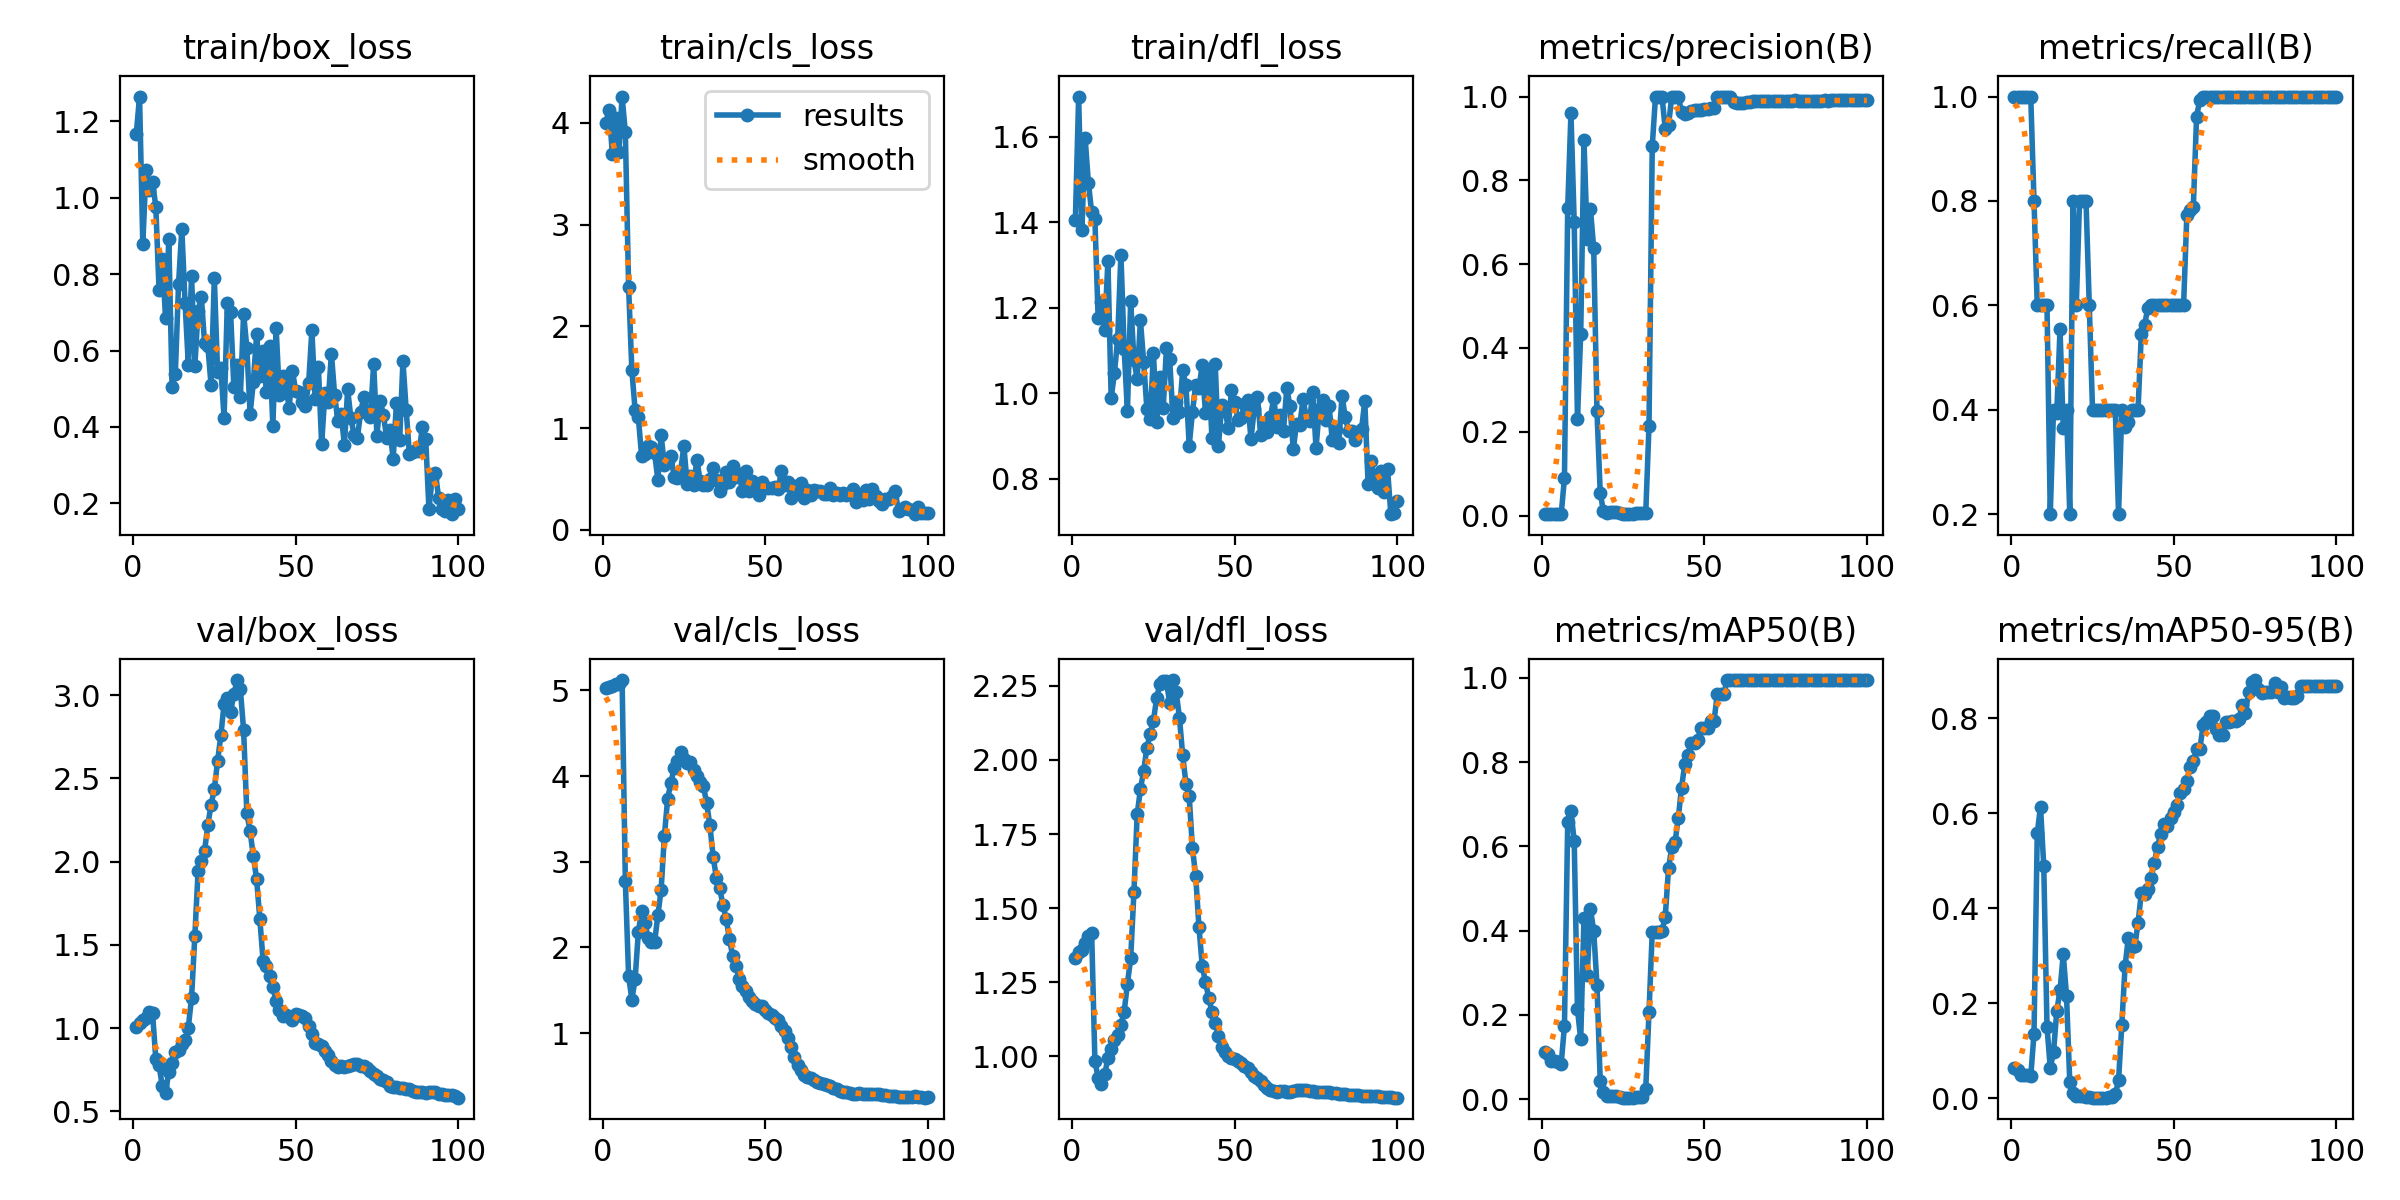 train/box_loss
train/cls_loss
train/dfl_loss
metrics/precision(B)
metrics/recall(B)
1.2
1.0
0.8
0.6
0.4
0.2
0 50 100
4
3
2
1
0
0 50 100
results
smooth
1.6
1.4
1.2
1.0
0.8
0 50 100
1.0
0.8
0.6
0.4
0.2
0.0
0 50 100
1.0
0.8
0.6
0.4
0.2
0 50 100
val/box_loss
val/cls_loss
val/dfl_loss
metrics/mAP50(B)
metrics/mAP50-95(B)
3.0
2.5
2.0
1.5
1.0
0.5
0 50 100
5
4
3
2
1
0 50 100
2.25
2.00
1.75
1.50
1.25
1.00
0 50 100
1.0
0.8
0.6
0.4
0.2
0.0
0 50 100
0.8
0.6
0.4
0.2
0.0
0 50 100